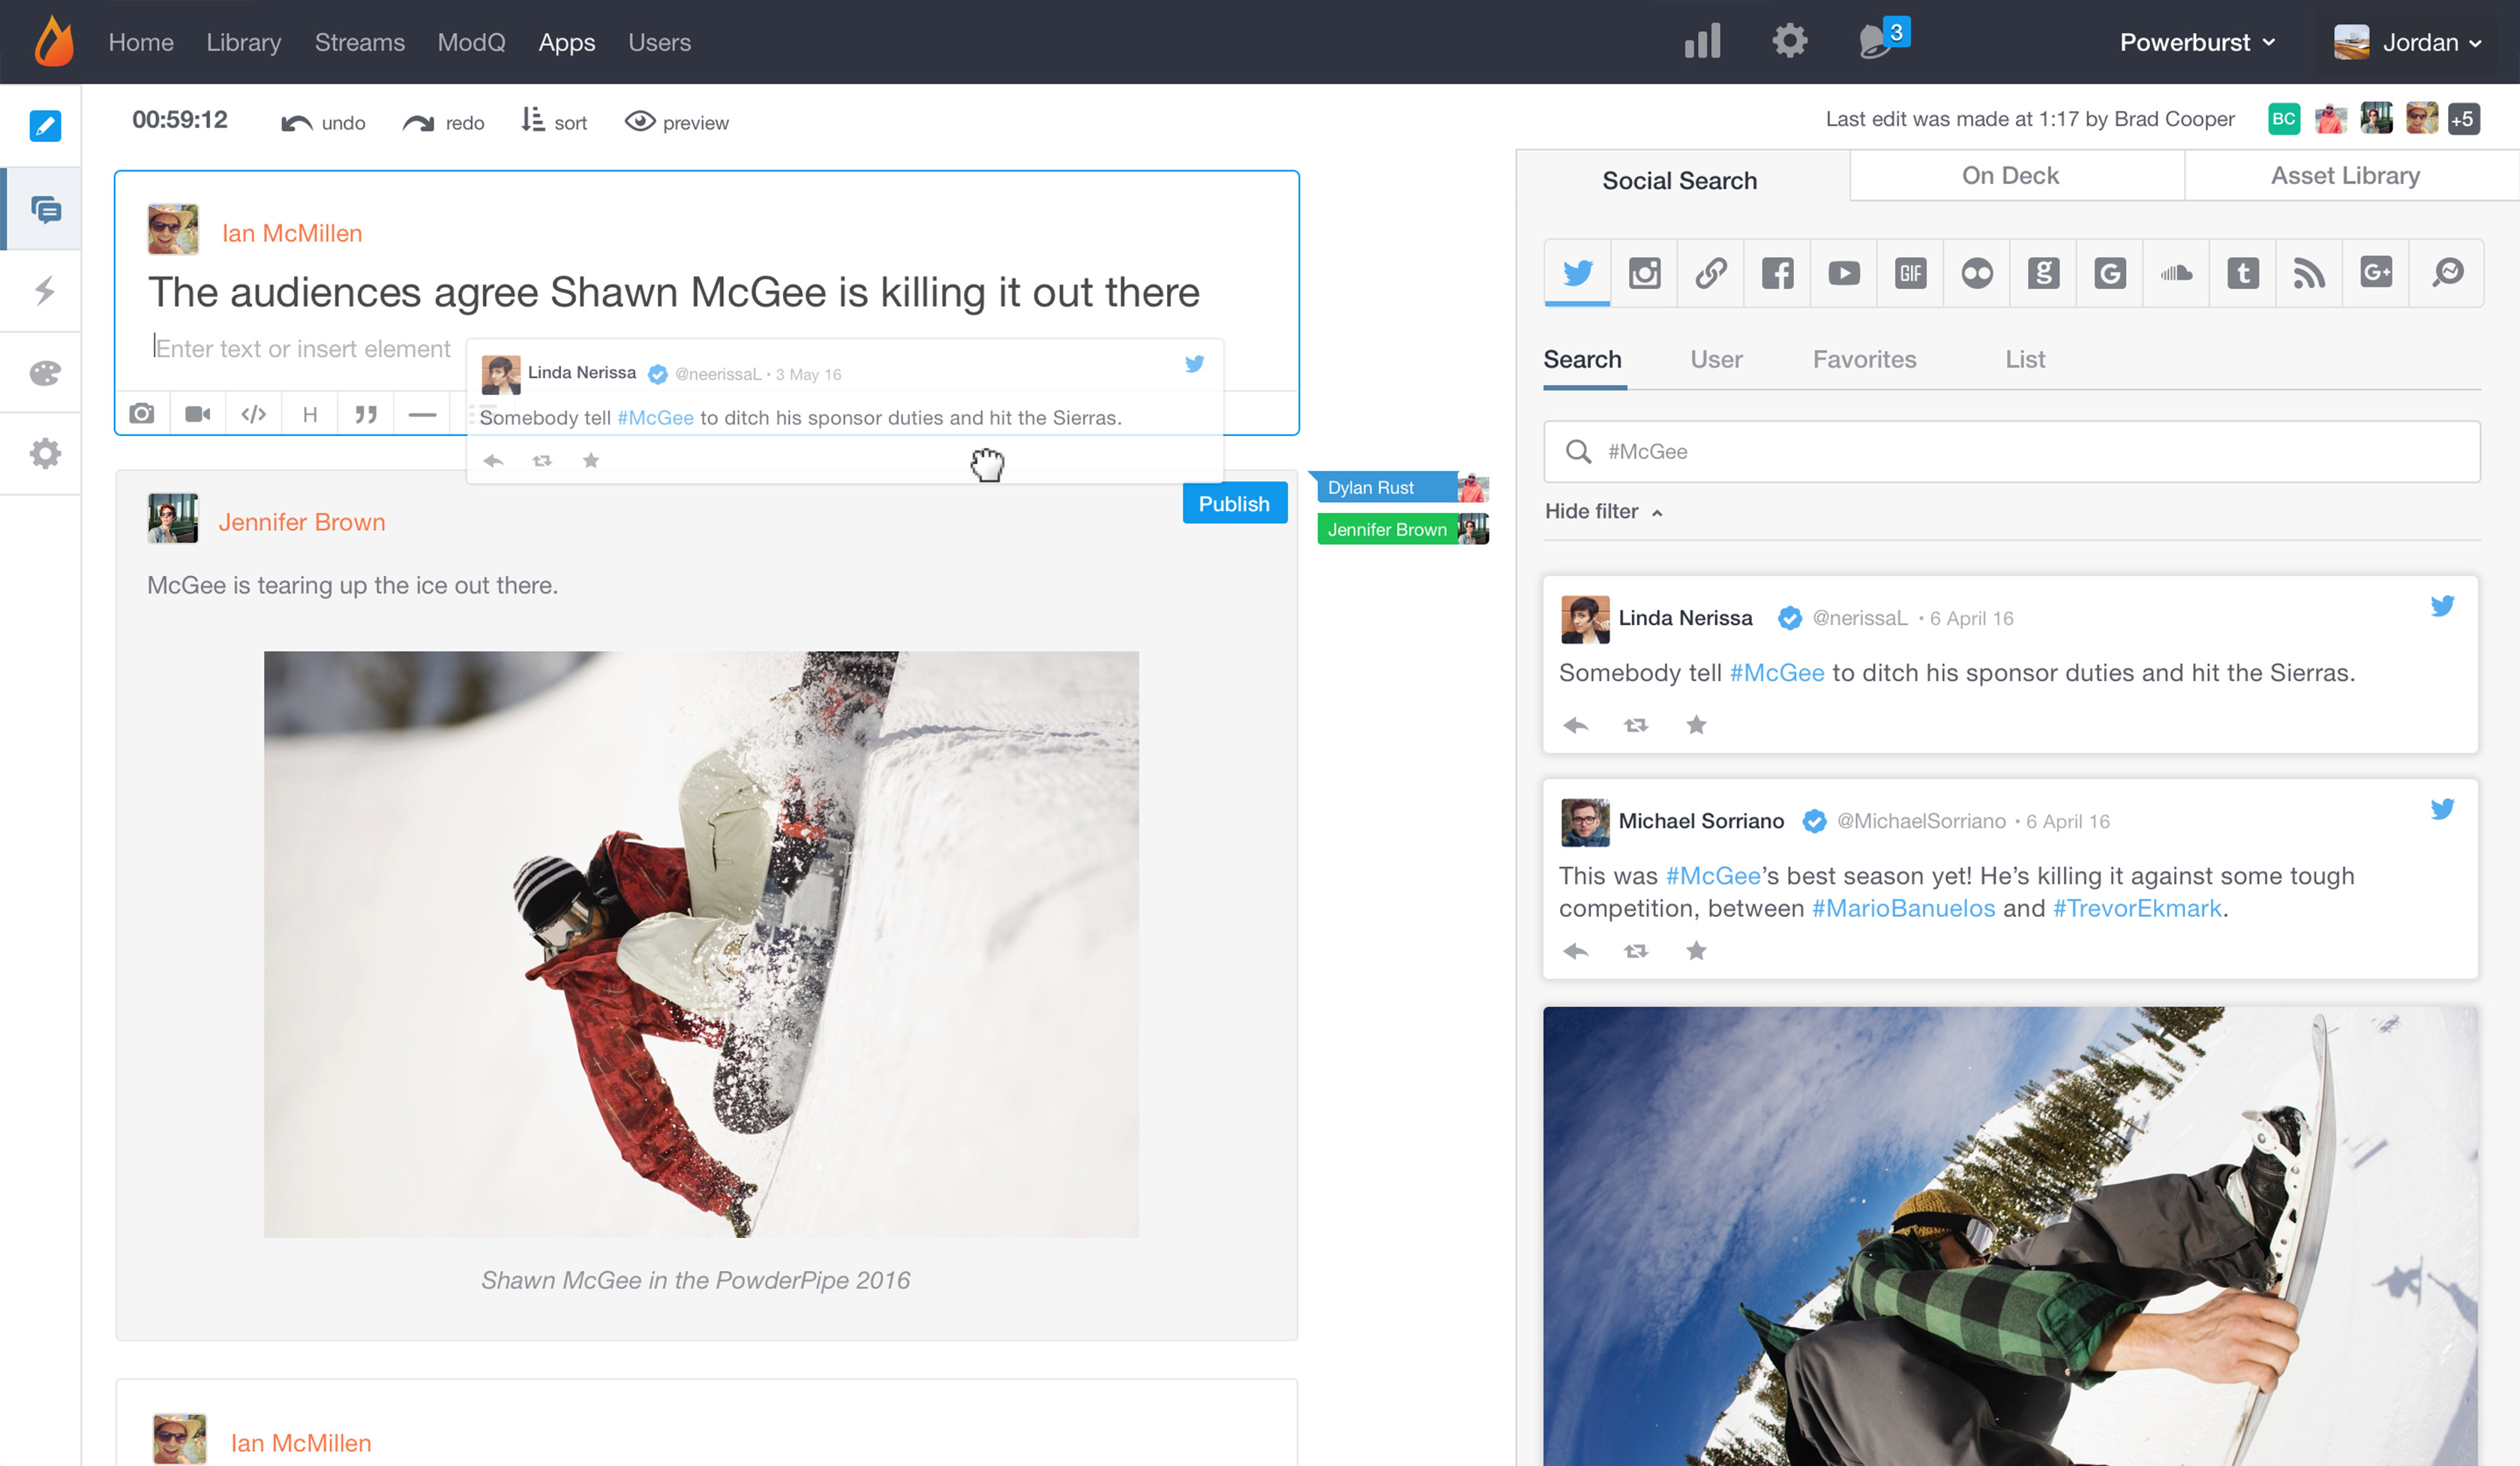 Home Library Streams ModQ Apps Users
3
Powerburst
Jordan
00:59:12
undo
redo
sort
preview
Last edit was made at 1:17 by Brad Cooper
BC
+5
Ian McMillen
The audiences agree Shawn McGee is killing it out there
Enter text or insert element
H
Linda Nerissa @neerissaL • 3 May 16
Somebody tell #McGee to ditch his sponsor duties and hit the Sierras.
Publish
Jennifer Brown
McGee is tearing up the ice out there.
Shawn McGee in the PowderPipe 2016
Ian McMillen
Dylan Rust
Jennifer Brown
Social Search
On Deck
Asset Library
GIF
g
G
t
G+
Search
User
Favorites
List
#McGee
Hide filter
Linda Nerissa @nerissaL • 6 April 16
Somebody tell #McGee to ditch his sponsor duties and hit the Sierras.
Michael Sorriano @MichaelSorriano • 6 April 16
This was #McGee’s best season yet! He’s killing it against some tough
competition, between #MarioBanuelos and #TrevorEkmark.